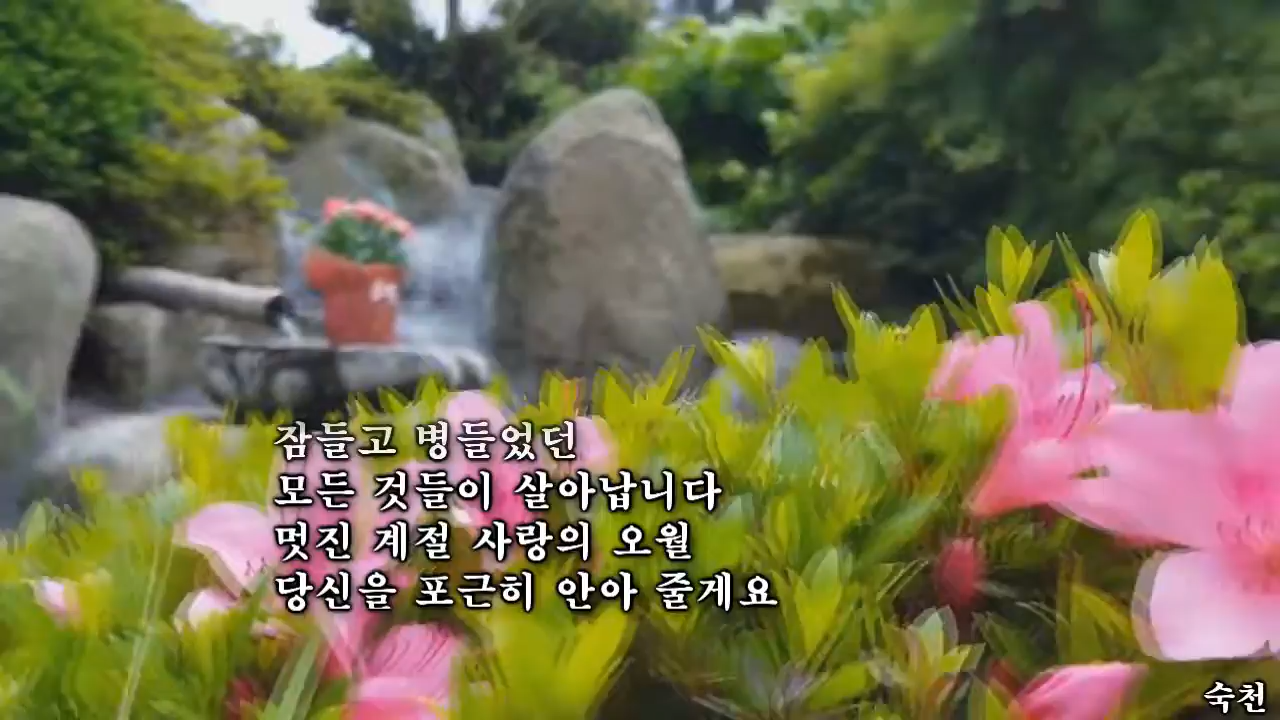 잠들고 병들었던
모든 것들이 살아납니다
멋진 계절 사랑의 오월
당신을 포근히 안아 줄게요
숙천